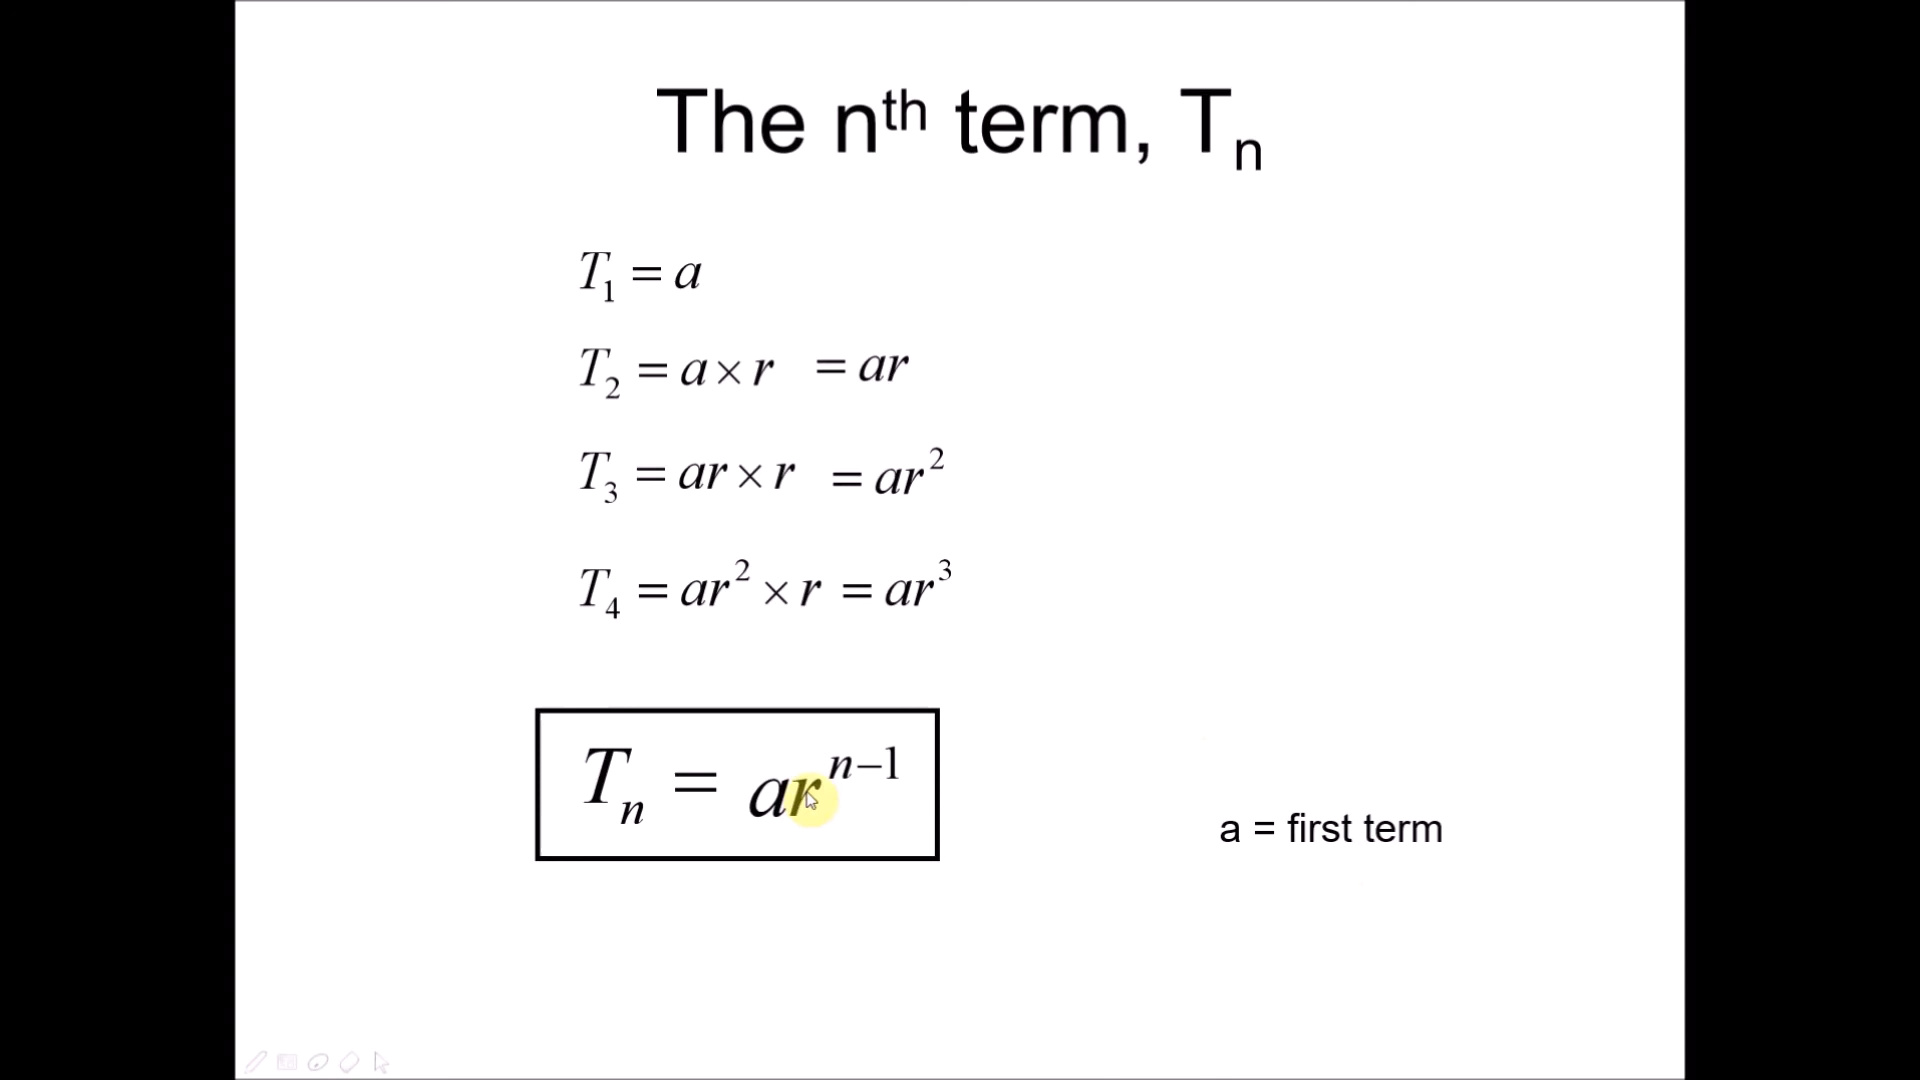 The nᵗʰ term, Tₙ
T₁ = a
T₂ = a × r = ar
T₃ = ar × r = ar²
T₄ = ar² × r = ar³
Tₙ = arⁿ⁻¹
a = first term